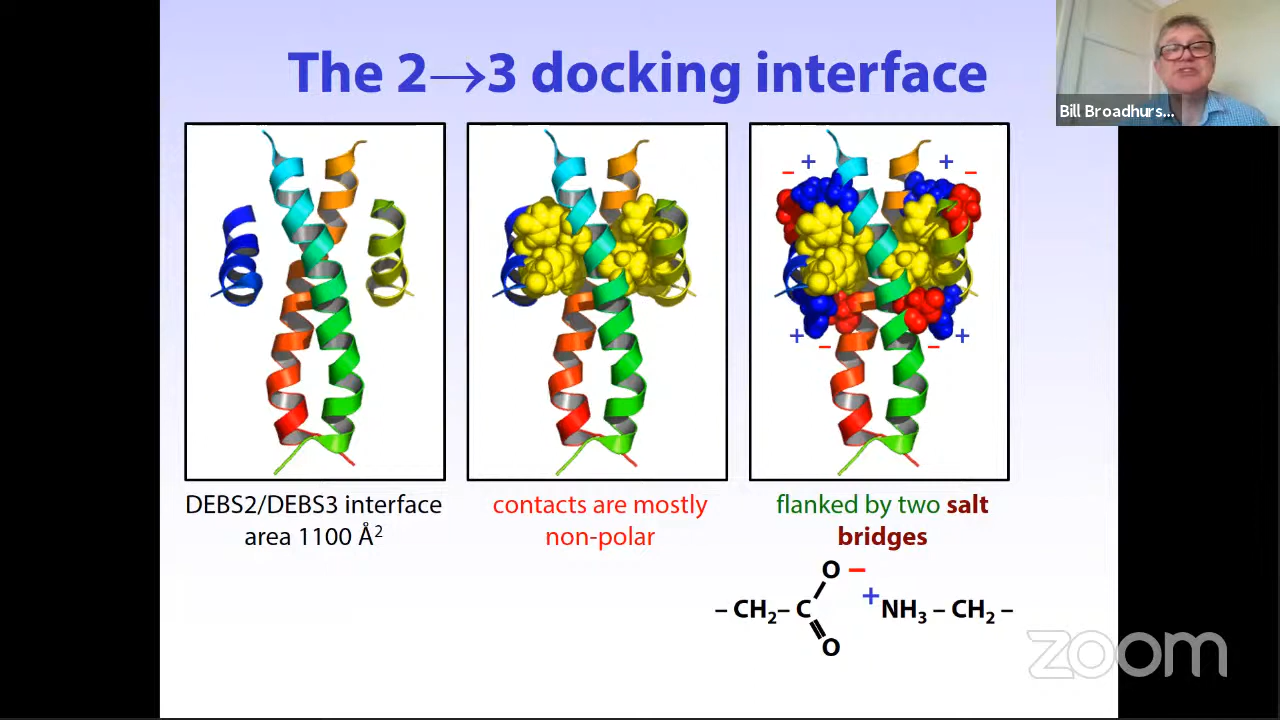 The 2→3 docking interface
Bill Broadhurs...
+ +
− −
+ +
− −
DEBS2/DEBS3 interface
area 1100 Å²
contacts are mostly
non-polar
flanked by two salt
bridges
O −
– CH₂– C + NH₃ – CH₂ –
O
zoom